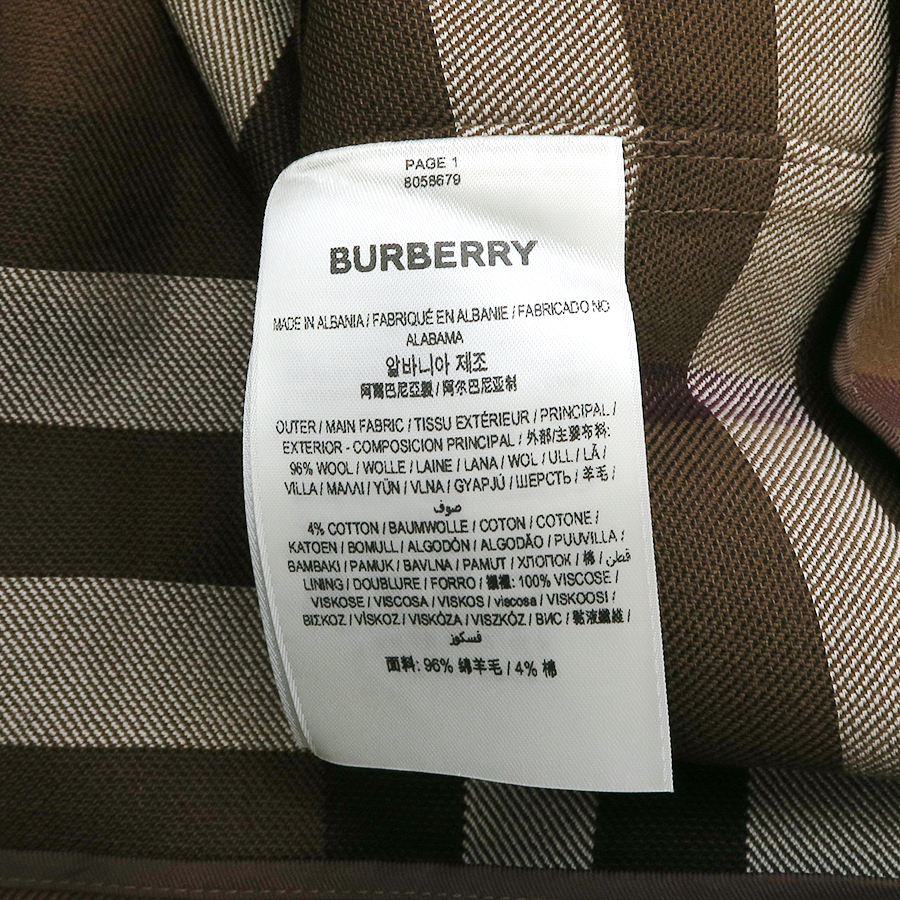 PAGE 1
8058679
BURBERRY
MADE IN ALBANIA / FABRIQUÉ EN ALBANIE / FABRICADO NO
ALABAMA
알바니아 제조
阿爾巴尼亞製 / 阿尔巴尼亚制
OUTER / MAIN FABRIC / TISSU EXTÉRIEUR / PRINCIPAL /
EXTERIOR - COMPOSICION PRINCIPAL / 外部/主要布料:
96% WOOL / WOLLE / LAINE / LANA / WOL / ULL / LÃ /
VILLA / ΜΑΛΛΙ / YÜN / VLNA / GYAPJÚ / ШЕРСТЬ / 羊毛 /
صوف
4% COTTON / BAUMWOLLE / COTON / COTONE /
KATOEN / BOMULL / ALGODÓN / ALGODÃO / PUUVILLA /
BAMBAKI / PAMUK / BAVLNA / PAMUT / ХЛОПОК / 棉 / قطن /
LINING / DOUBLURE / FORRO / 襯裡: 100% VISCOSE /
VISKOSE / VISCOSA / VISKOS / viscosa / VISKOOSI /
ΒΙΣΚΟΖ / VİSKOZ / VISKÓZA / VISZKÓZ / ВИС / 黏液纖維 /
فسكوز
面料: 96% 绵羊毛 / 4% 棉